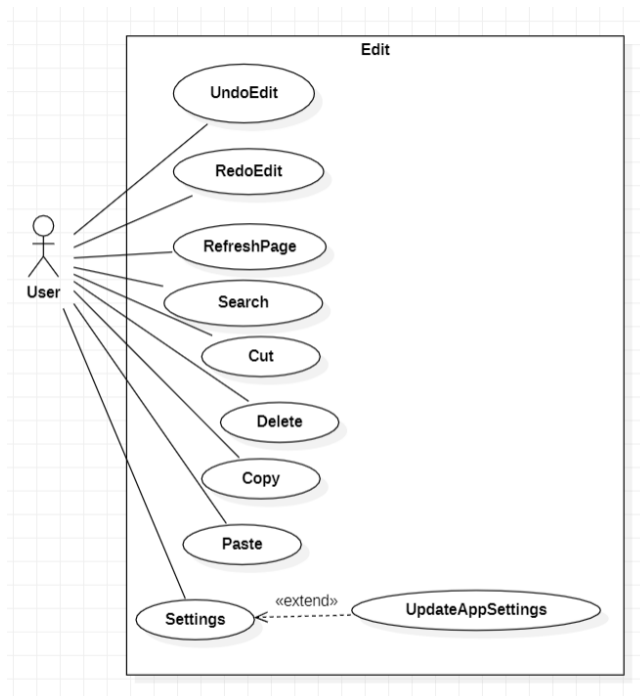 Edit
UndoEdit
RedoEdit
RefreshPage
User
Search
Cut
Delete
Copy
Paste
«extend»
Settings
UpdateAppSettings